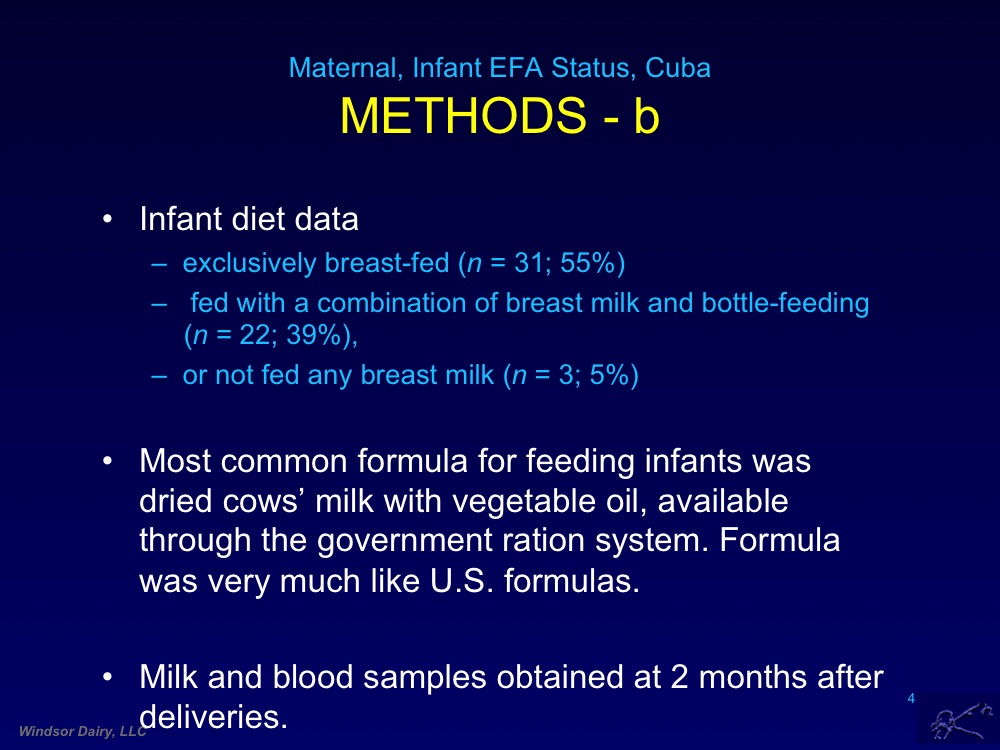 Maternal, Infant EFA Status, Cuba
METHODS - b
• Infant diet data
– exclusively breast-fed (n = 31; 55%)
– fed with a combination of breast milk and bottle-feeding
(n = 22; 39%),
– or not fed any breast milk (n = 3; 5%)
• Most common formula for feeding infants was
dried cows’ milk with vegetable oil, available
through the government ration system. Formula
was very much like U.S. formulas.
• Milk and blood samples obtained at 2 months after
deliveries.
4
Windsor Dairy, LLC